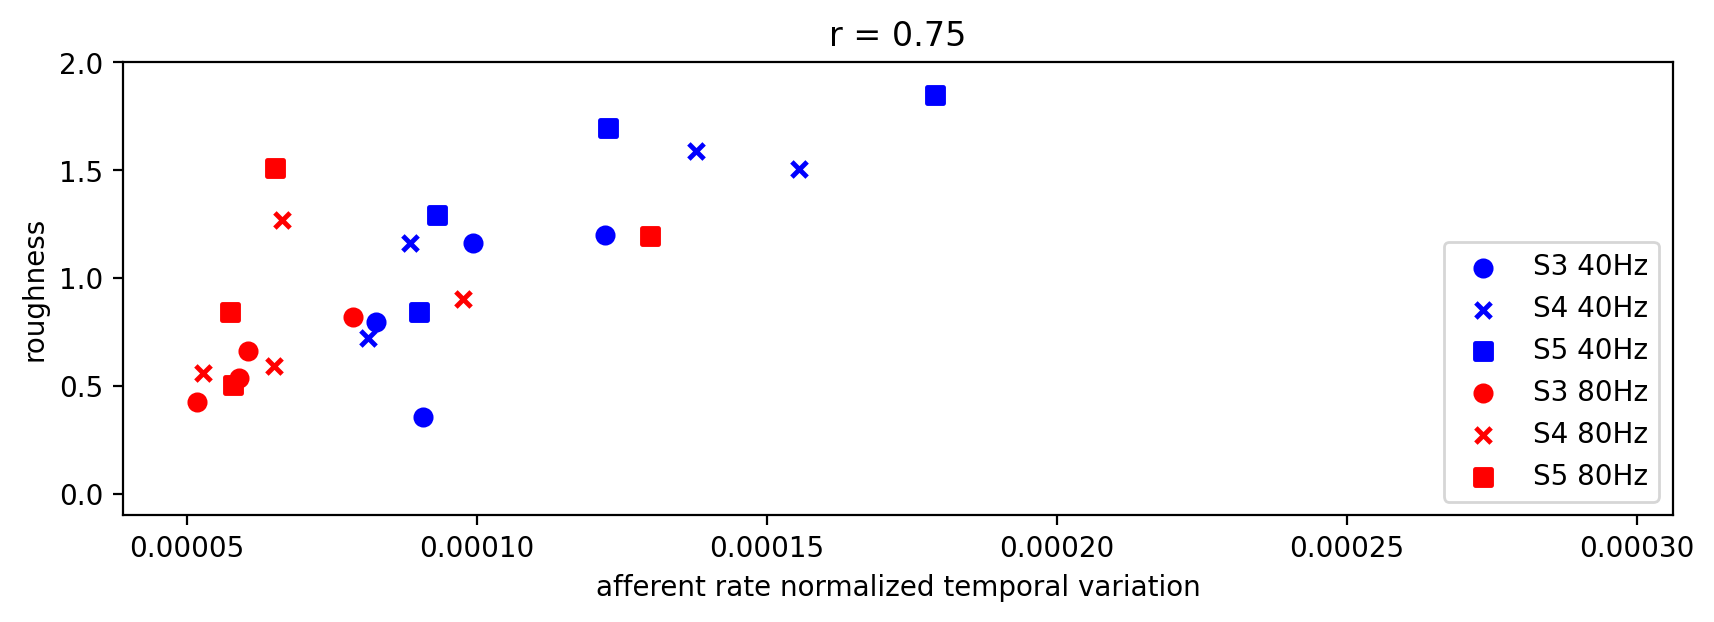 r = 0.75
2.0
1.5
1.0
0.5
0.0
roughness
S3 40Hz
S4 40Hz
S5 40Hz
S3 80Hz
S4 80Hz
S5 80Hz
0.00005 0.00010 0.00015 0.00020 0.00025 0.00030
afferent rate normalized temporal variation